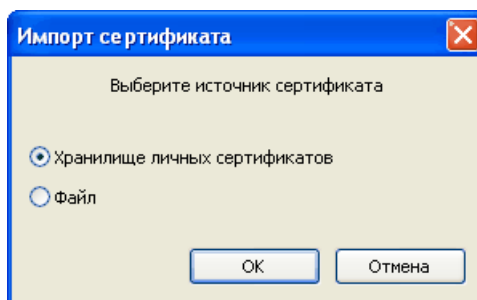 Импорт сертификата
Выберите источник сертификата
Хранилище личных сертификатов
Файл
OK
Отмена